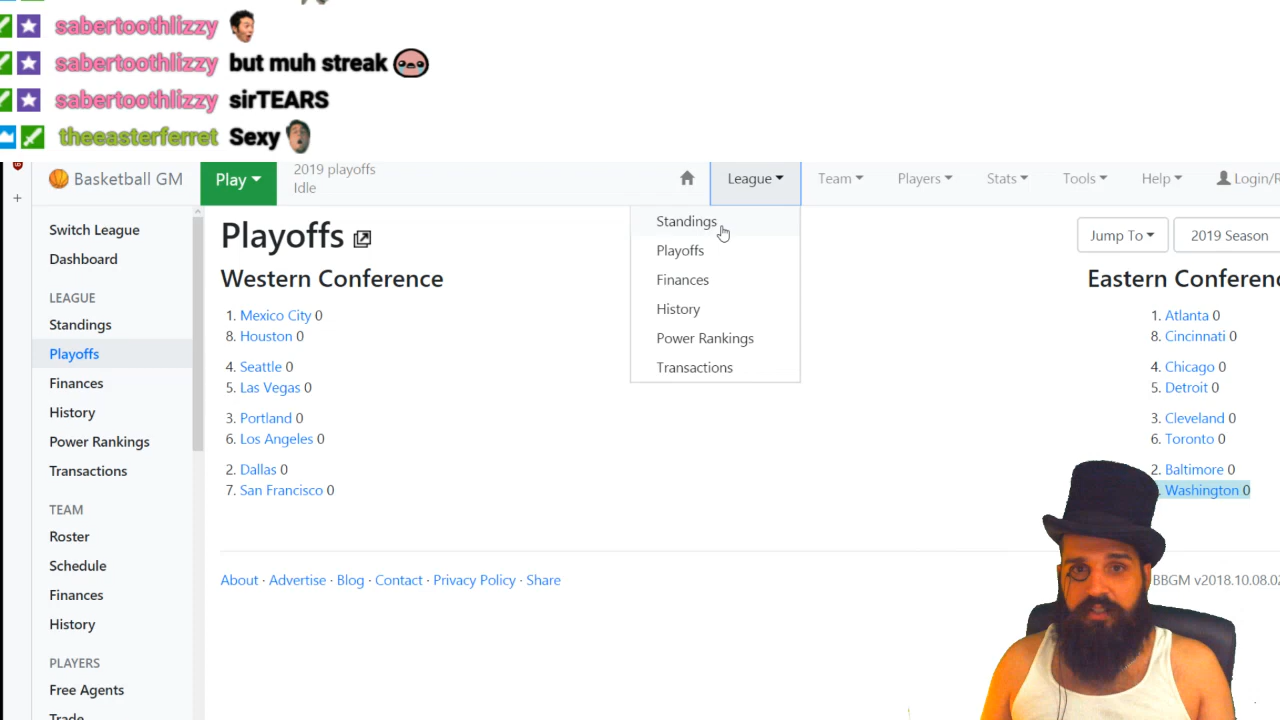 sabertoothlizzy
sabertoothlizzy but muh streak
sabertoothlizzy sirTEARS
theeasterferret Sexy
Basketball GM
Play
2019 playoffs
Idle
League
Team
Players
Stats
Tools
Help
Login/R
Switch League
Dashboard
LEAGUE
Standings
Playoffs
Finances
History
Power Rankings
Transactions
TEAM
Roster
Schedule
Finances
History
PLAYERS
Free Agents
Trade
Standings
Playoffs
Finances
History
Power Rankings
Transactions
Jump To
2019 Season
Playoffs
Western Conference
1. Mexico City 0
8. Houston 0
4. Seattle 0
5. Las Vegas 0
3. Portland 0
6. Los Angeles 0
2. Dallas 0
7. San Francisco 0
Eastern Conferenc
1. Atlanta 0
8. Cincinnati 0
4. Chicago 0
5. Detroit 0
3. Cleveland 0
6. Toronto 0
2. Baltimore 0
Washington 0
About · Advertise · Blog · Contact · Privacy Policy · Share
BBGM v2018.10.08.02